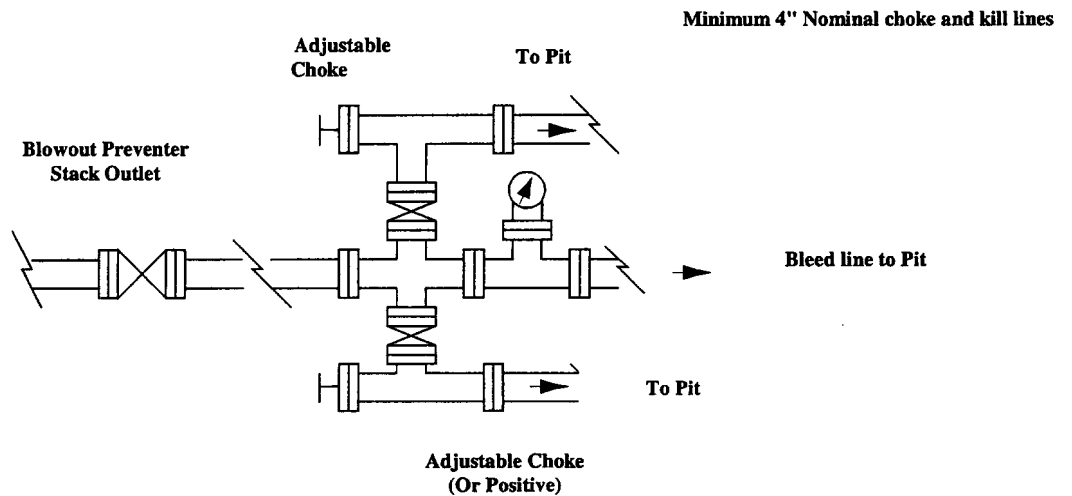 Minimum 4" Nominal choke and kill lines
Adjustable
Choke
To Pit
Blowout Preventer
Stack Outlet
Bleed line to Pit
To Pit
Adjustable Choke
(Or Positive)